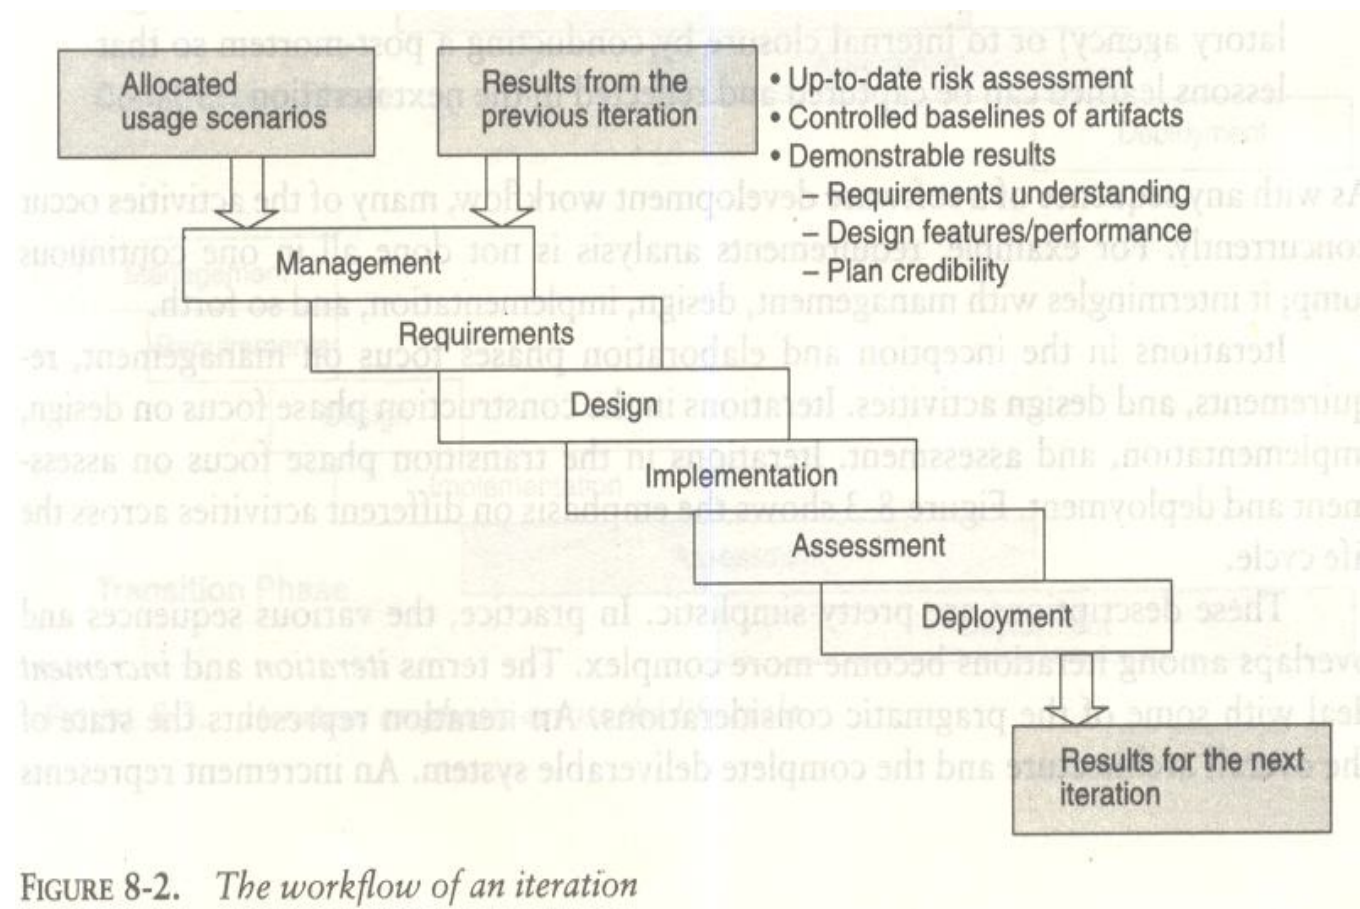 Allocated
usage scenarios
Results from the
previous iteration
• Up-to-date risk assessment
• Controlled baselines of artifacts
• Demonstrable results
– Requirements understanding
– Design features/performance
– Plan credibility
Management
Requirements
Design
Implementation
Assessment
Deployment
Results for the next
iteration
FIGURE 8-2. The workflow of an iteration